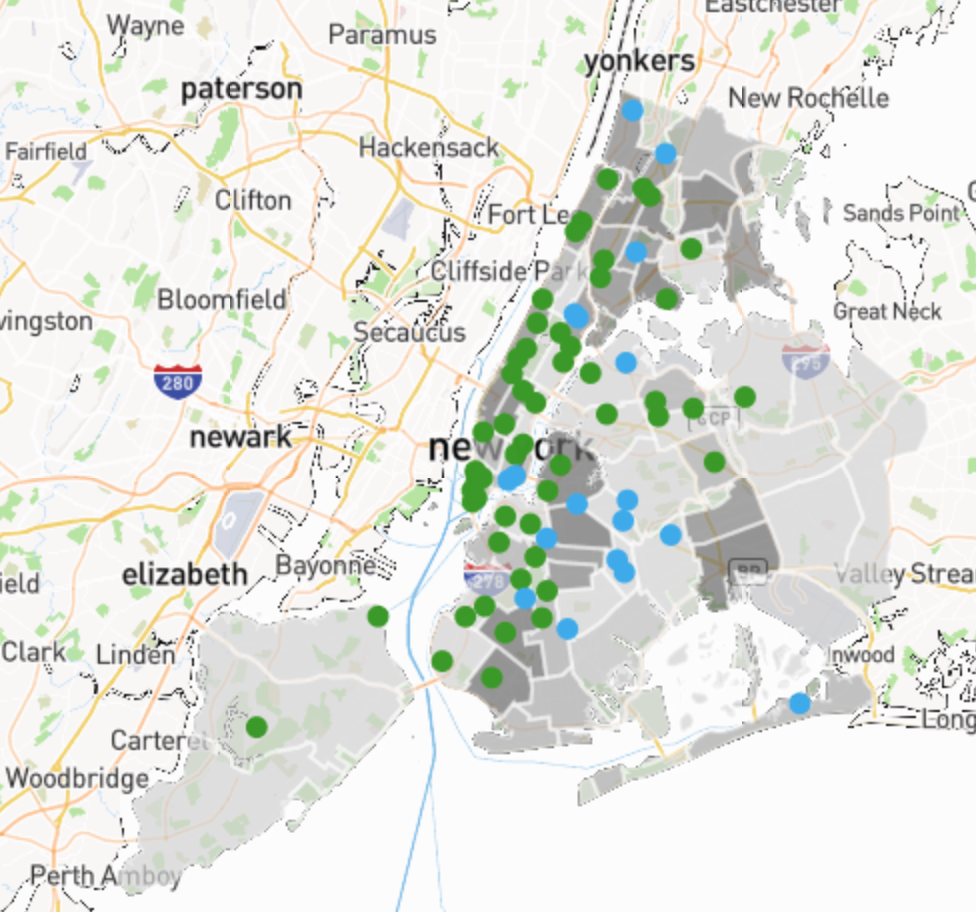 Eastchester
Wayne
Paramus
yonkers
paterson
New Rochelle
Fairfield
Hackensack
Clifton
Fort Le
Sands Point
Cliffside Park
Bloomfield
vingston
Great Neck
Secaucus
295
280
GCP
newark
new york
elizabeth
Bayonne
278
BP
Valley Strea
ield
Clark
Linden
Inwood
Long
Carteret
Woodbridge
Perth Amboy